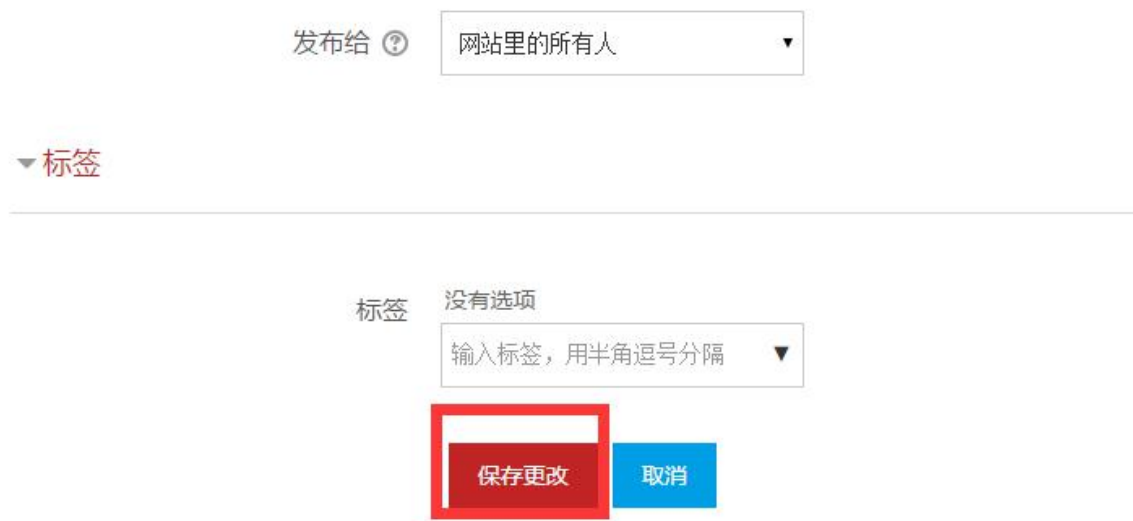 发布给
网站里的所有人
标签
标签
没有选项
输入标签，用半角逗号分隔
保存更改
取消